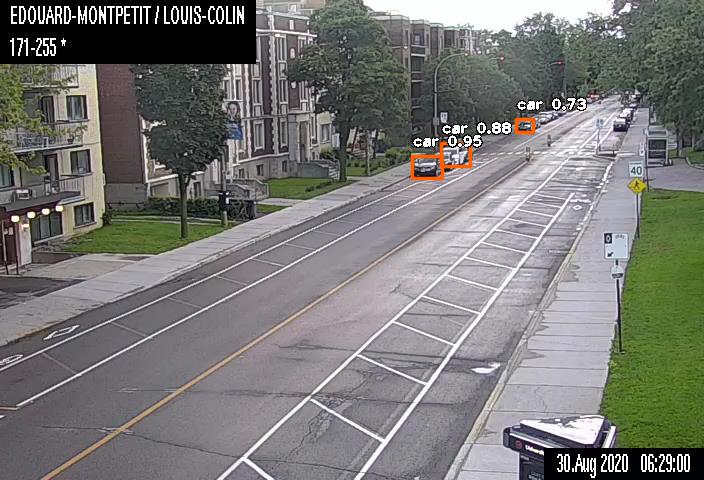 EDOUARD-MONTPETIT / LOUIS-COLIN
171-255 *
car 0.73
car 0.88
car 0.95
40
30.Aug 2020 06:29:00